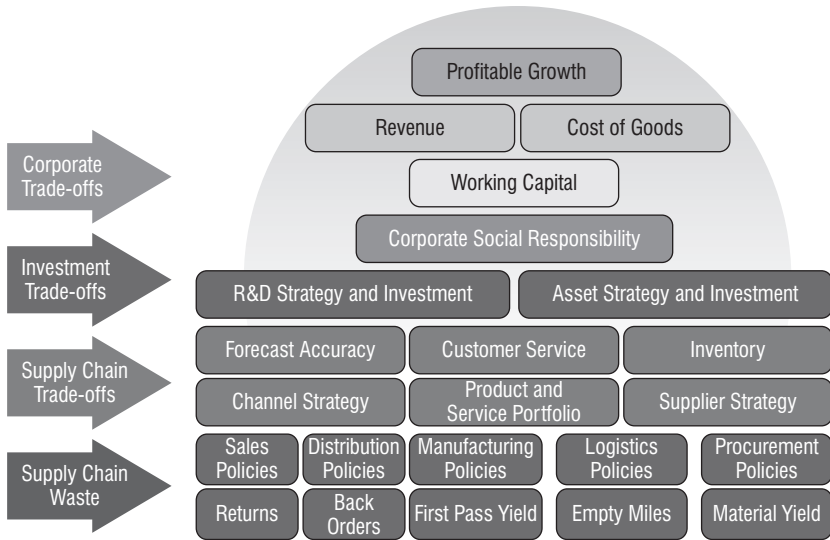 Profitable Growth
Revenue
Cost of Goods
Corporate
Trade-offs
Working Capital
Corporate Social Responsibility
Investment
Trade-offs
R&D Strategy and Investment
Asset Strategy and Investment
Supply Chain
Trade-offs
Forecast Accuracy
Customer Service
Inventory
Channel Strategy
Product and
Service Portfolio
Supplier Strategy
Supply Chain
Waste
Sales
Policies
Distribution
Policies
Manufacturing
Policies
Logistics
Policies
Procurement
Policies
Returns
Back
Orders
First Pass Yield
Empty Miles
Material Yield